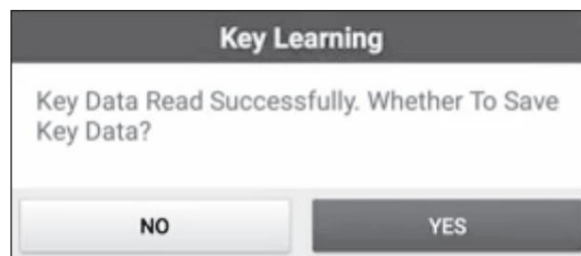 Key Learning
Key Data Read Successfully. Whether To Save
Key Data?
NO
YES